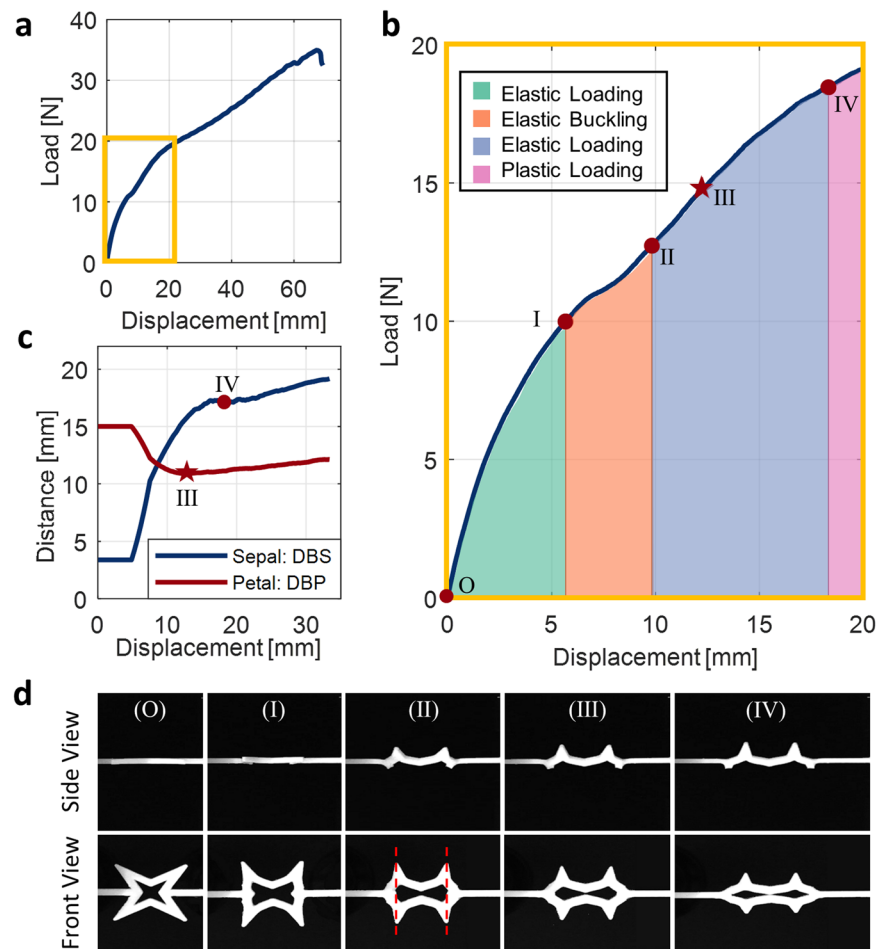 a
40
30
20
10
0
Load [N]
0 20 40 60
Displacement [mm]
b
20
15
10
5
0
Load [N]
Elastic Loading
Elastic Buckling
Elastic Loading
Plastic Loading
IV
III
II
I
O
0 5 10 15 20
Displacement [mm]
c
20
15
10
5
0
Distance [mm]
IV
III
Sepal: DBS
Petal: DBP
0 10 20 30
Displacement [mm]
d
Side View
(O) (I) (II) (III) (IV)
Front View